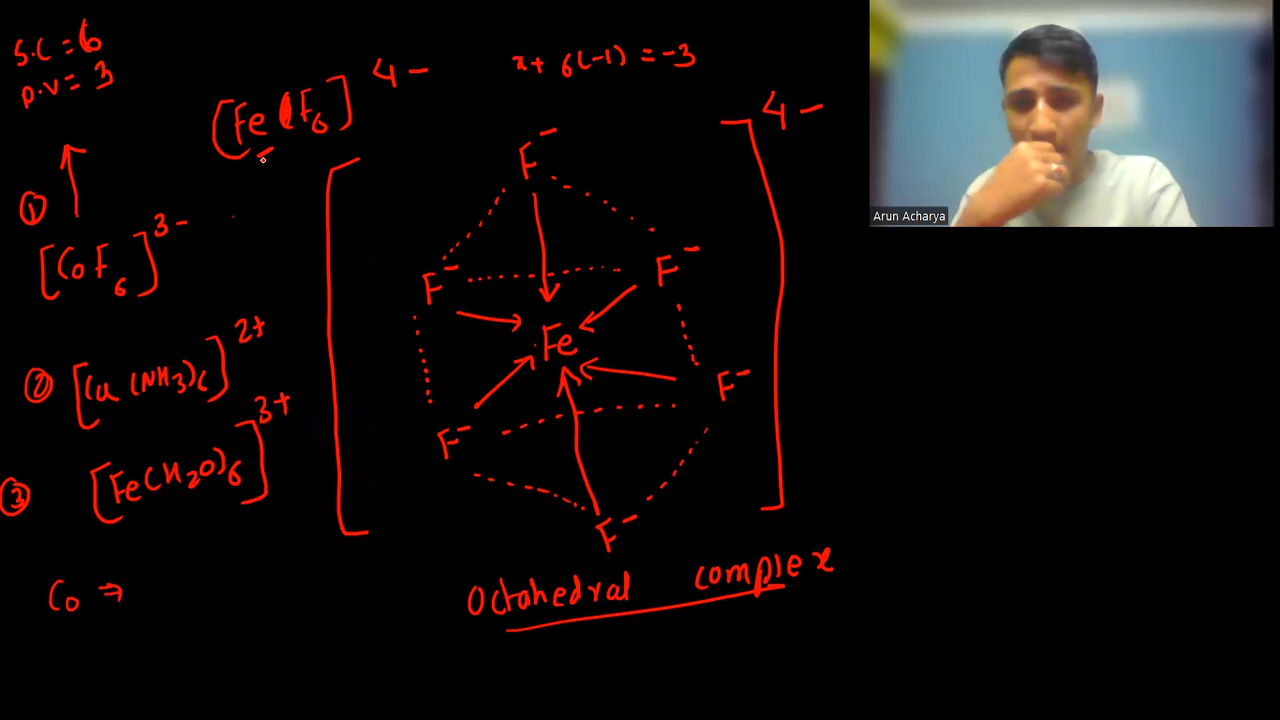 S.C = 6
P.V = 3
[Fe F6]4-
x + 6(-1) = -3
4-
①
[CoF6]3-
② [Cu(NH3)6]2+
③ [Fe(H2O)6]3+
Co ⇒
F-
F- F-
Fe
F- F-
F-
Octahedral complex
Arun Acharya